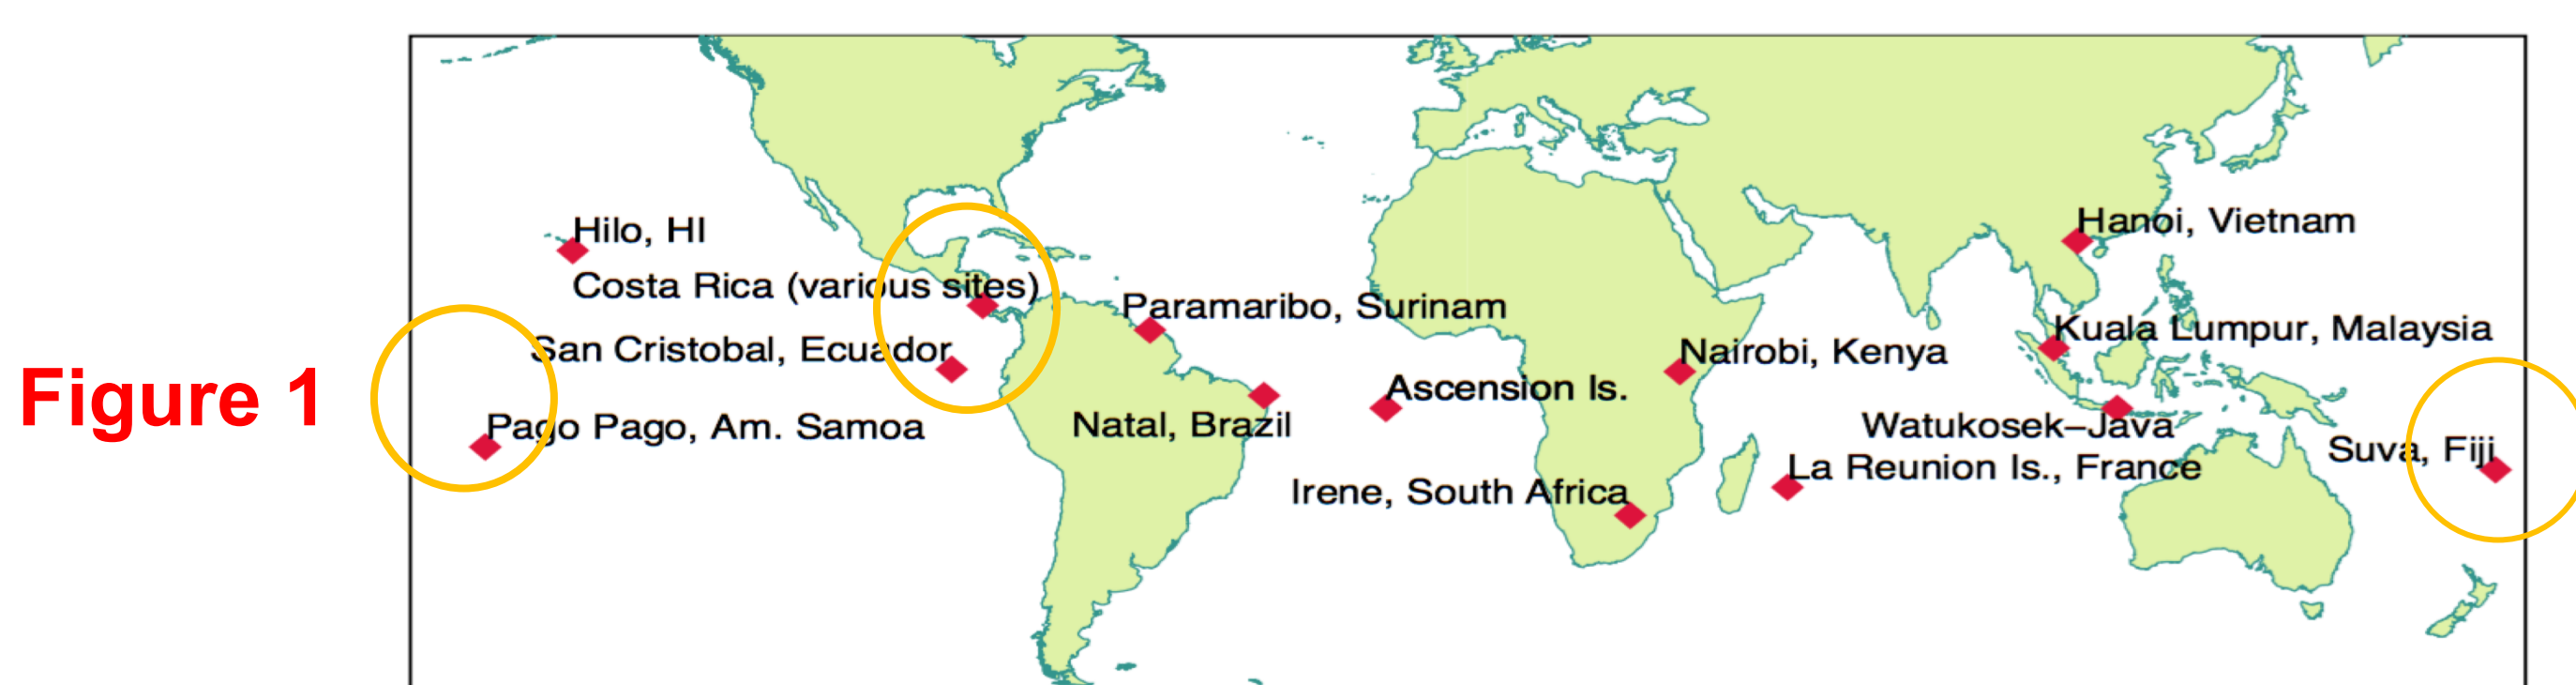 Figure 1
Hilo, HI
Costa Rica (various sites)
San Cristobal, Ecuador
Pago Pago, Am. Samoa
Paramaribo, Surinam
Natal, Brazil
Ascension Is.
Nairobi, Kenya
Irene, South Africa
Hanoi, Vietnam
Kuala Lumpur, Malaysia
Watukosek–Java
La Reunion Is., France
Suva, Fiji